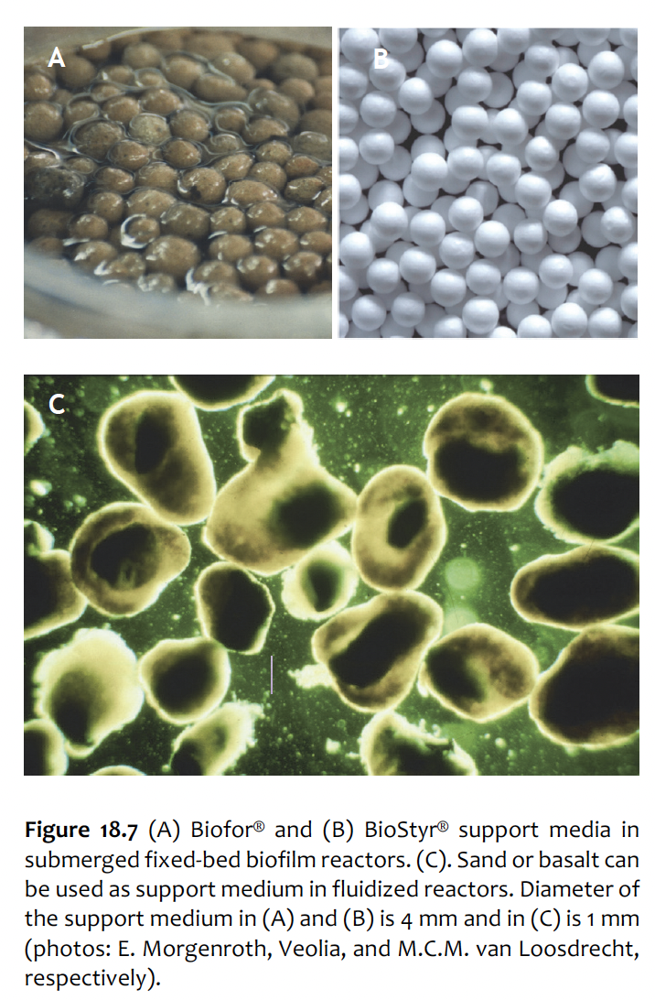 A
B
C
Figure 18.7 (A) Biofor® and (B) BioStyr® support media in
submerged fixed-bed biofilm reactors. (C). Sand or basalt can
be used as support medium in fluidized reactors. Diameter of
the support medium in (A) and (B) is 4 mm and in (C) is 1 mm
(photos: E. Morgenroth, Veolia, and M.C.M. van Loosdrecht,
respectively).